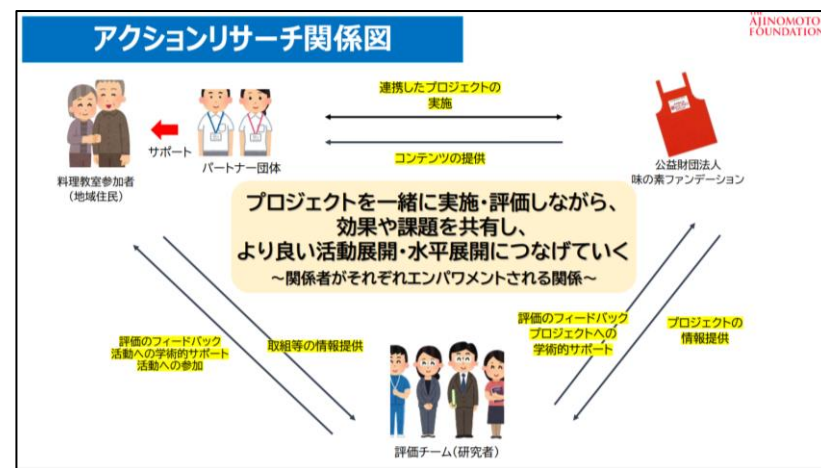 アクションリサーチ関係図
THE
AJINOMOTO
FOUNDATION
連携したプロジェクトの
実施
コンテンツの提供
サポート
パートナー団体
料理教室参加者
（地域住民）
公益財団法人
味の素ファンデーション
プロジェクトを一緒に実施・評価しながら、
効果や課題を共有し、
より良い活動展開・水平展開につなげていく
～関係者がそれぞれエンパワメントされる関係～
評価のフィードバック
活動への学術的サポート
活動への参加
取組等の情報提供
評価のフィードバック
プロジェクトへの
学術的サポート
プロジェクトの
情報提供
評価チーム（研究者）